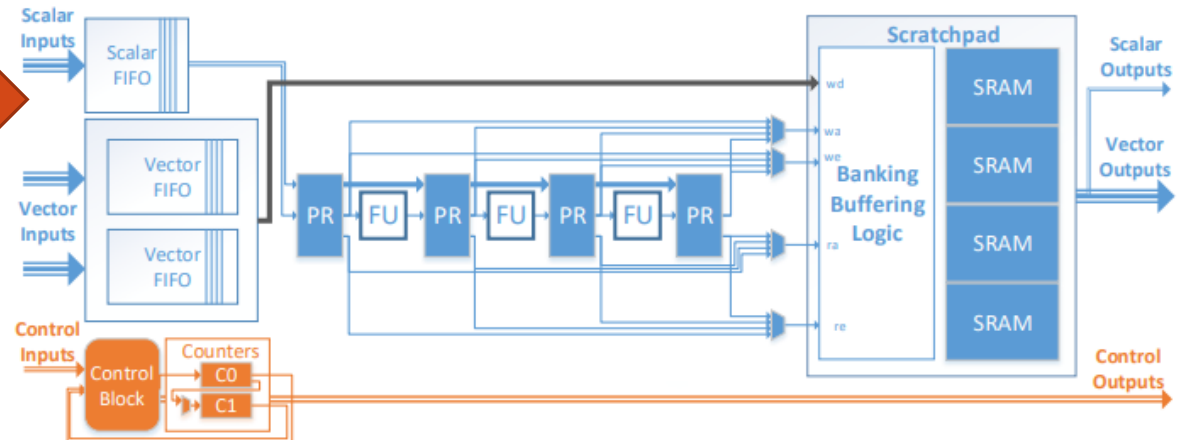 Scalar
Inputs
Scalar
FIFO
Vector
FIFO
Vector
Inputs
Vector
FIFO
Control
Inputs
Control
Block
Counters
C0
C1
PR
FU
PR
FU
PR
FU
PR
Scratchpad
wd
wa
we
Banking
Buffering
Logic
ra
re
SRAM
SRAM
SRAM
SRAM
Scalar
Outputs
Vector
Outputs
Control
Outputs